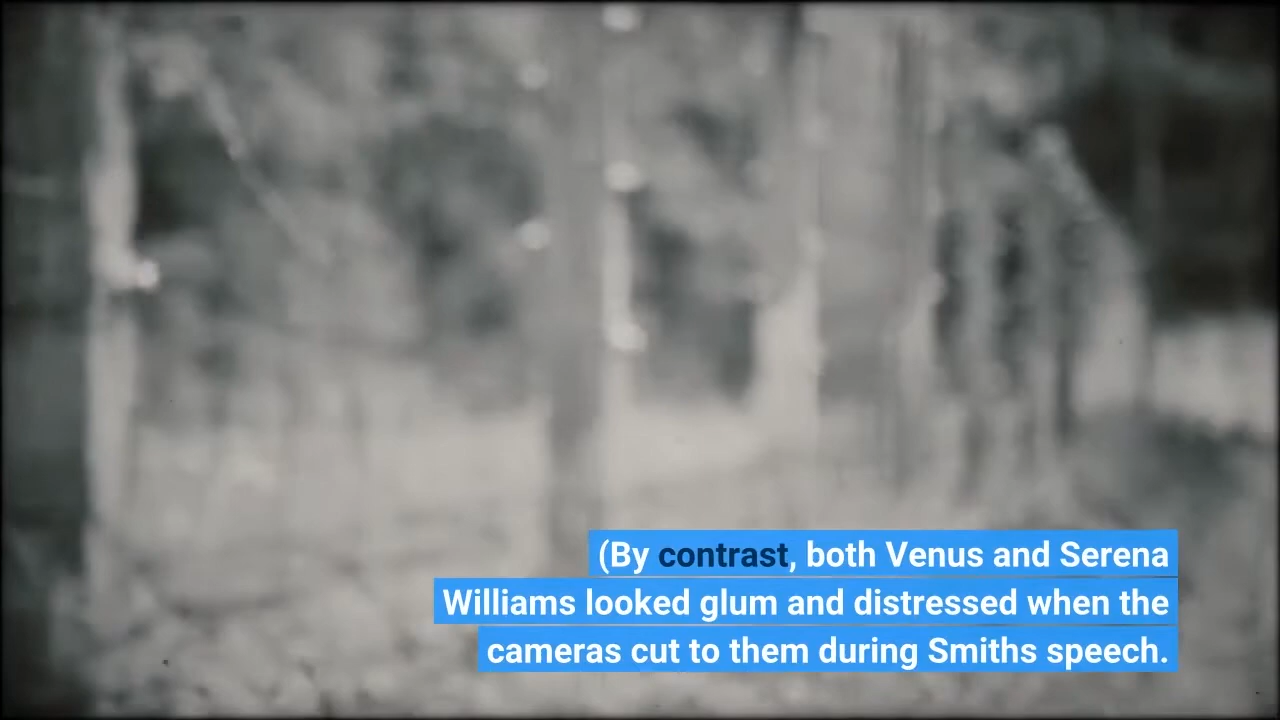 (By contrast, both Venus and Serena
Williams looked glum and distressed when the
cameras cut to them during Smiths speech.